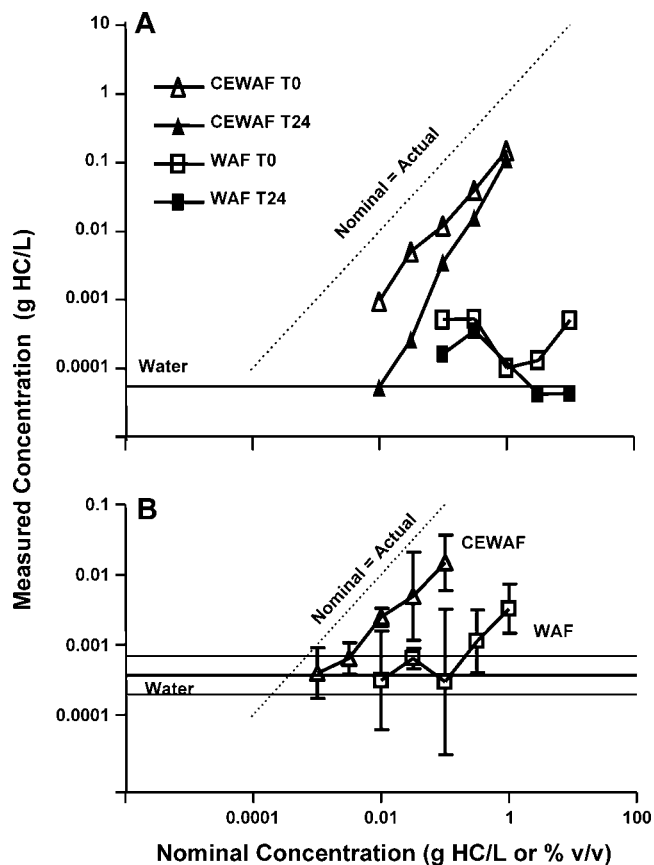 A
10
1
0.1
0.01
0.001
0.0001
CEWAF T0
CEWAF T24
WAF T0
WAF T24
Nominal = Actual
Water
Measured Concentration (g HC/L)
B
0.1
0.01
0.001
0.0001
Nominal = Actual
CEWAF
WAF
Water
0.0001
0.01
1
100
Nominal Concentration (g HC/L or % v/v)